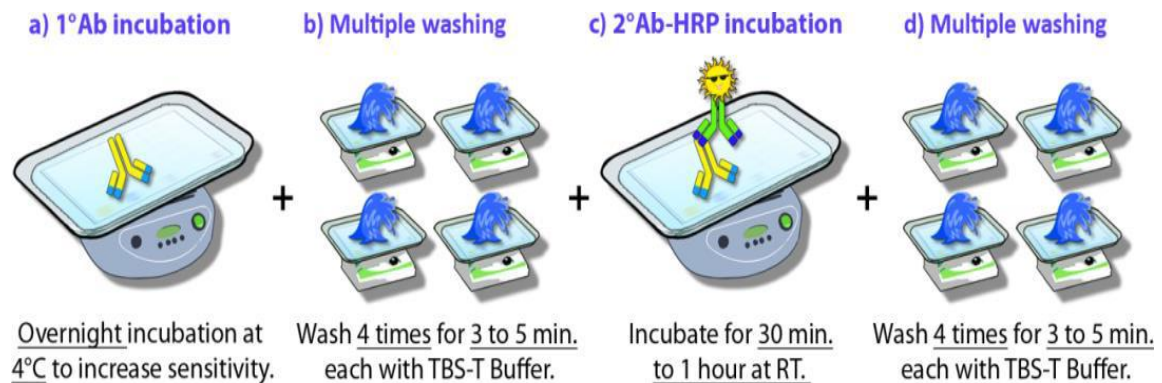 a) 1°Ab incubation
b) Multiple washing
c) 2°Ab-HRP incubation
d) Multiple washing
+
+
+
Overnight incubation at
4°C to increase sensitivity.
Wash 4 times for 3 to 5 min.
each with TBS-T Buffer.
Incubate for 30 min.
to 1 hour at RT.
Wash 4 times for 3 to 5 min.
each with TBS-T Buffer.